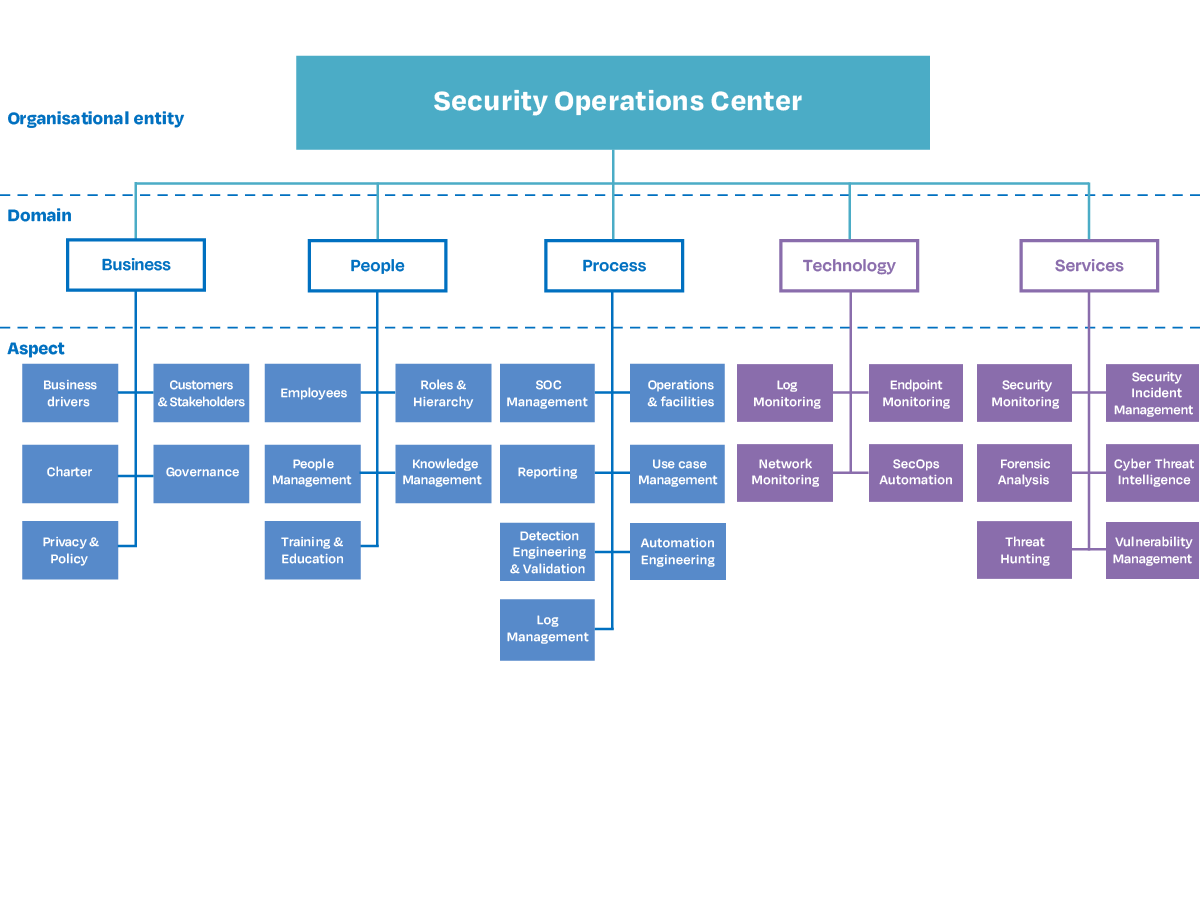 Security Operations Center
Organisational entity
Domain
Business
People
Process
Technology
Services
Aspect
Business
drivers
Customers
& Stakeholders
Employees
Roles &
Hierarchy
SOC
Management
Operations
& facilities
Log
Monitoring
Endpoint
Monitoring
Security
Monitoring
Security
Incident
Management
Charter
Governance
People
Management
Knowledge
Management
Reporting
Use case
Management
Network
Monitoring
SecOps
Automation
Forensic
Analysis
Cyber Threat
Intelligence
Privacy &
Policy
Training &
Education
Detection
Engineering
& Validation
Automation
Engineering
Threat
Hunting
Vulnerability
Management
Log
Management